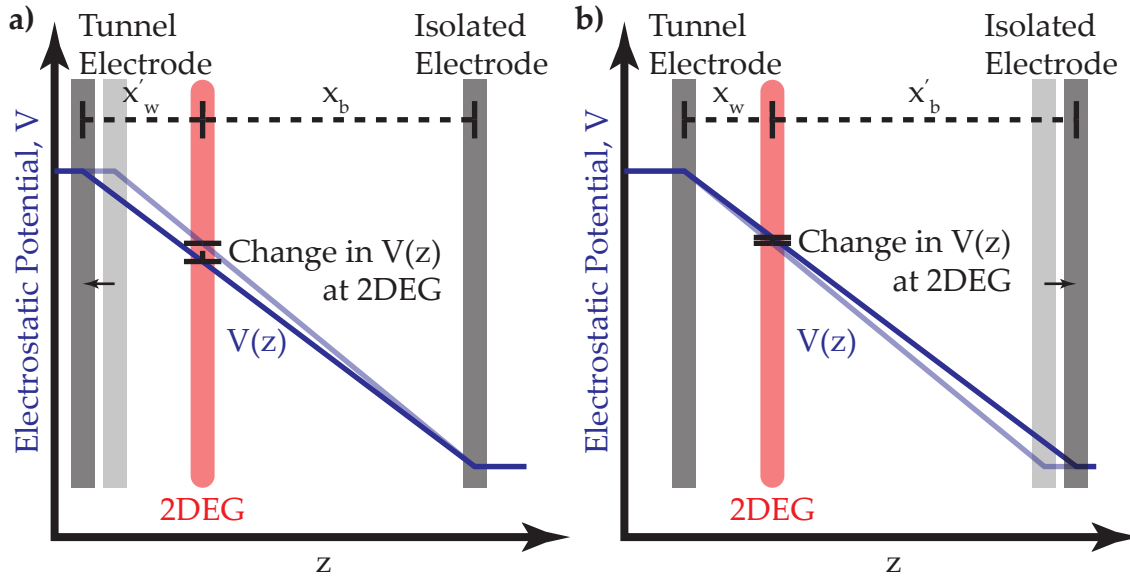 a)
Tunnel
Electrode
Isolated
Electrode
x'w
xb
Electrostatic Potential, V
Change in V(z)
at 2DEG
V(z)
2DEG
z
b)
Tunnel
Electrode
Isolated
Electrode
xw
x'b
Electrostatic Potential, V
Change in V(z)
at 2DEG
V(z)
2DEG
z